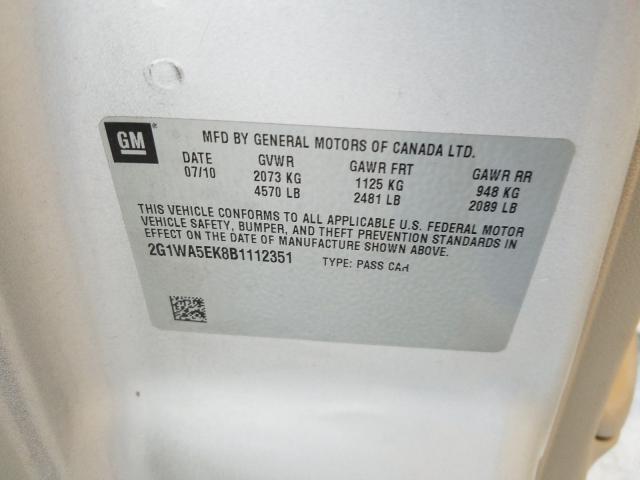 GM
MFD BY GENERAL MOTORS OF CANADA LTD.
DATE GVWR GAWR FRT GAWR RR
07/10 2073 KG 1125 KG 948 KG
4570 LB 2481 LB 2089 LB
THIS VEHICLE CONFORMS TO ALL APPLICABLE U.S. FEDERAL MOTOR
VEHICLE SAFETY, BUMPER, AND THEFT PREVENTION STANDARDS IN
EFFECT ON THE DATE OF MANUFACTURE SHOWN ABOVE.
2G1WA5EK8B1112351 TYPE: PASS CAR